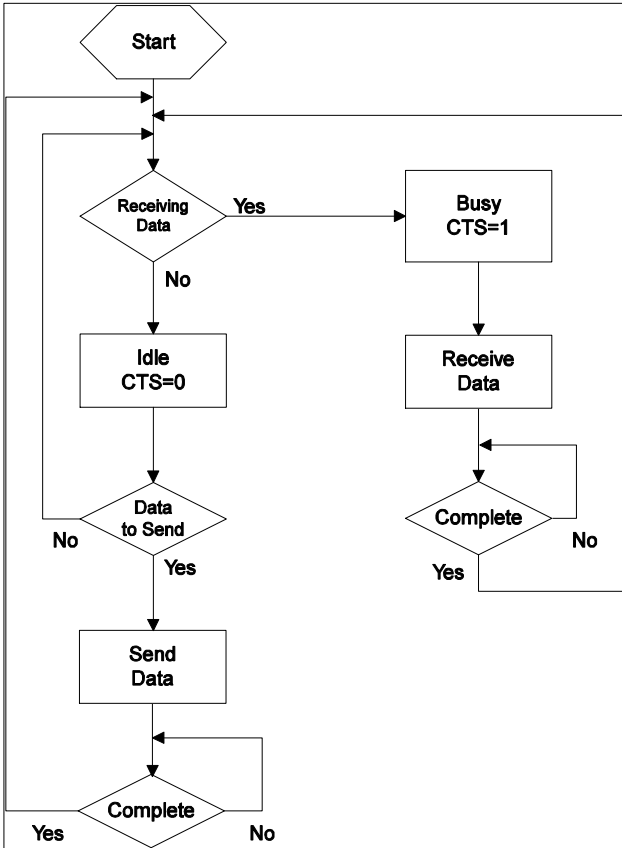 Start
Receiving
Data
Yes
No
Busy
CTS=1
Idle
CTS=0
Receive
Data
Data
to Send
No
Yes
Complete
No
Yes
Send
Data
Complete
Yes
No